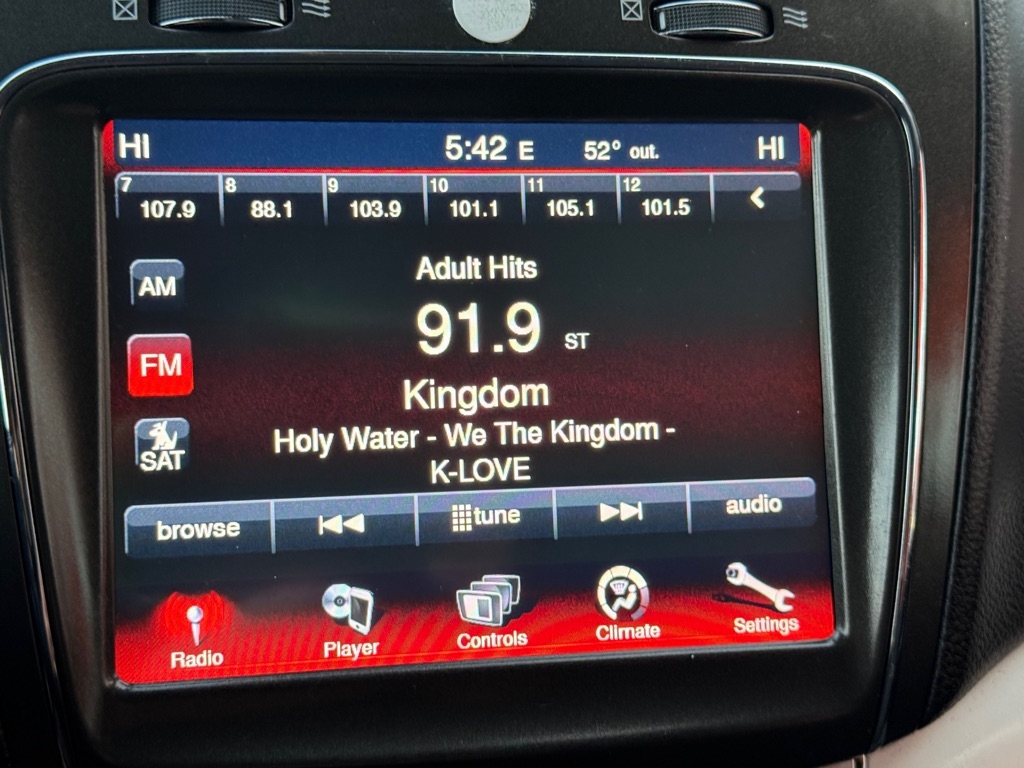 HI 5:42 E 52° out. HI
7 8 9 10 11 12
107.9 88.1 103.9 101.1 105.1 101.5
Adult Hits
AM
91.9 ST
FM
Kingdom
Holy Water - We The Kingdom -
SAT
K-LOVE
browse tune audio
Radio Player Controls Climate Settings